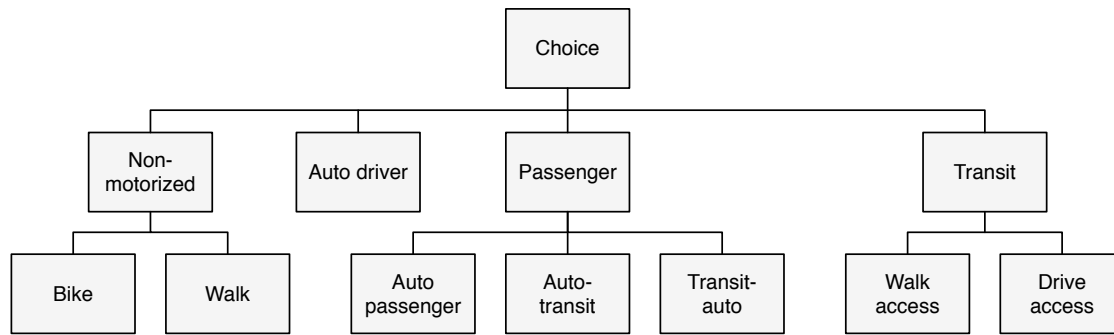 Choice
Non-
motorized
Auto driver
Passenger
Transit
Bike
Walk
Auto
passenger
Auto-
transit
Transit-
auto
Walk
access
Drive
access